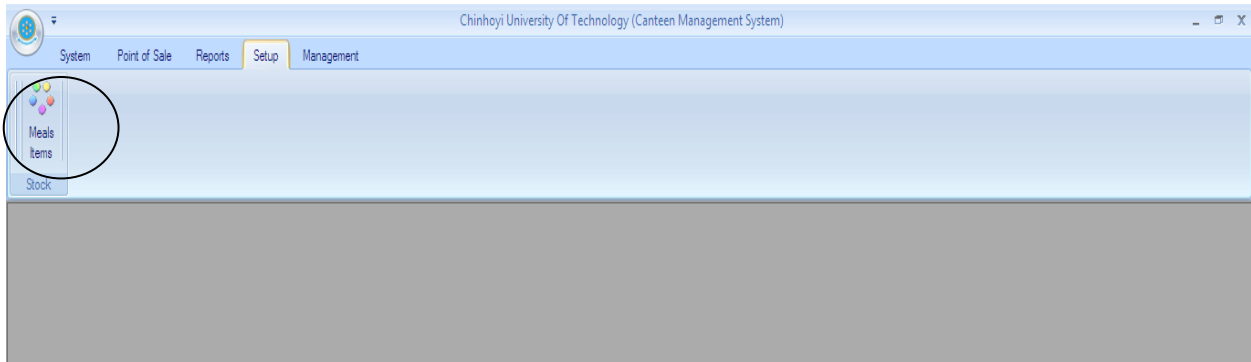 Chinhoyi University Of Technology (Canteen Management System)
System Point of Sale Reports Setup Management
Meals
Items
Stock